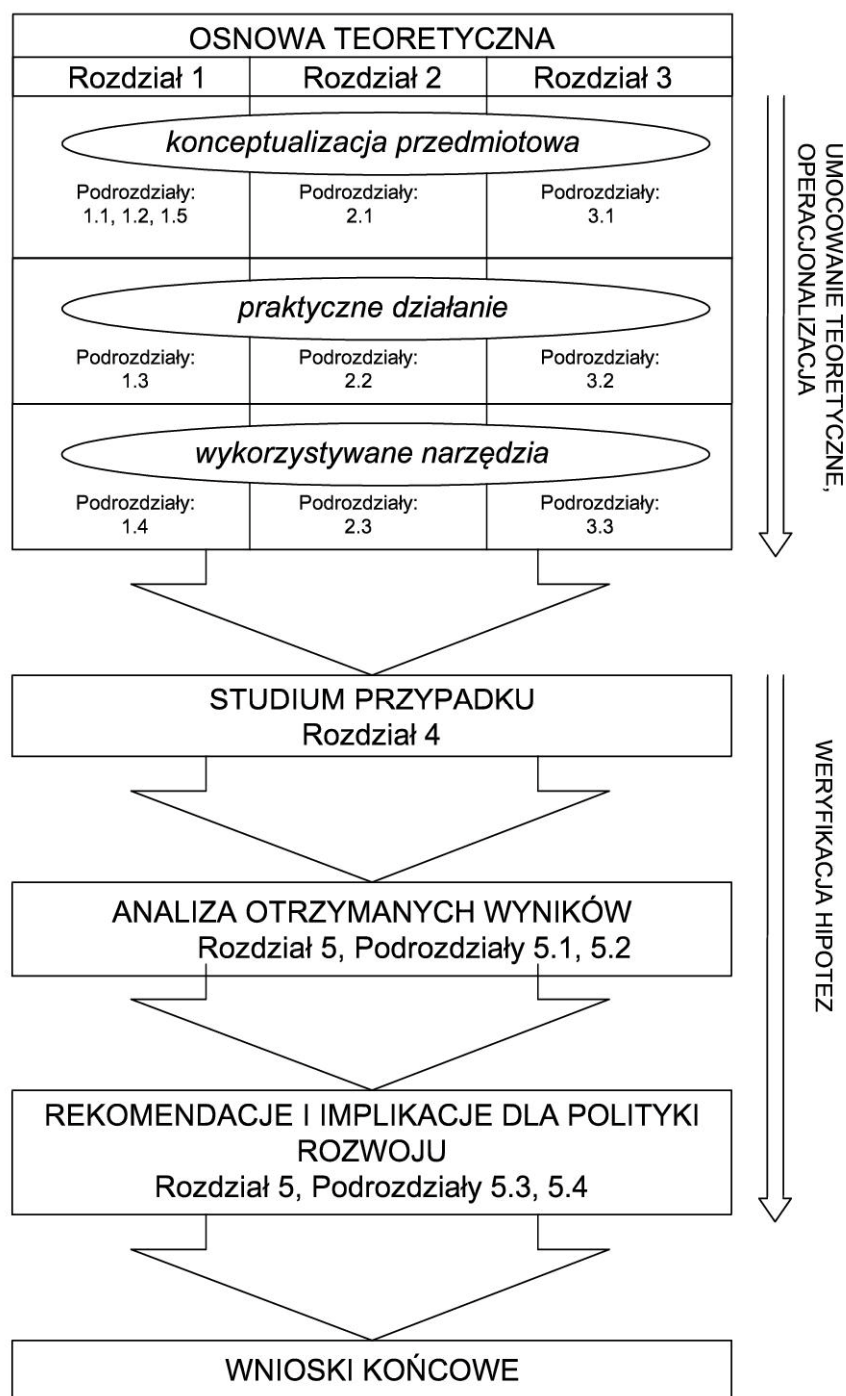 OSNOWA TEORETYCZNA
Rozdział 1 Rozdział 2 Rozdział 3
konceptualizacja przedmiotowa
Podrozdziały: Podrozdziały: Podrozdziały:
1.1, 1.2, 1.5 2.1 3.1
praktyczne działanie
Podrozdziały: Podrozdziały: Podrozdziały:
1.3 2.2 3.2
wykorzystywane narzędzia
Podrozdziały: Podrozdziały: Podrozdziały:
1.4 2.3 3.3
UMOCOWANIE TEORETYCZNE,
OPERACJONALIZACJA
STUDIUM PRZYPADKU
Rozdział 4
ANALIZA OTRZYMANYCH WYNIKÓW
Rozdział 5, Podrozdziały 5.1, 5.2
REKOMENDACJE I IMPLIKACJE DLA POLITYKI
ROZWOJU
Rozdział 5, Podrozdziały 5.3, 5.4
WERYFIKACJA HIPOTEZ
WNIOSKI KOŃCOWE